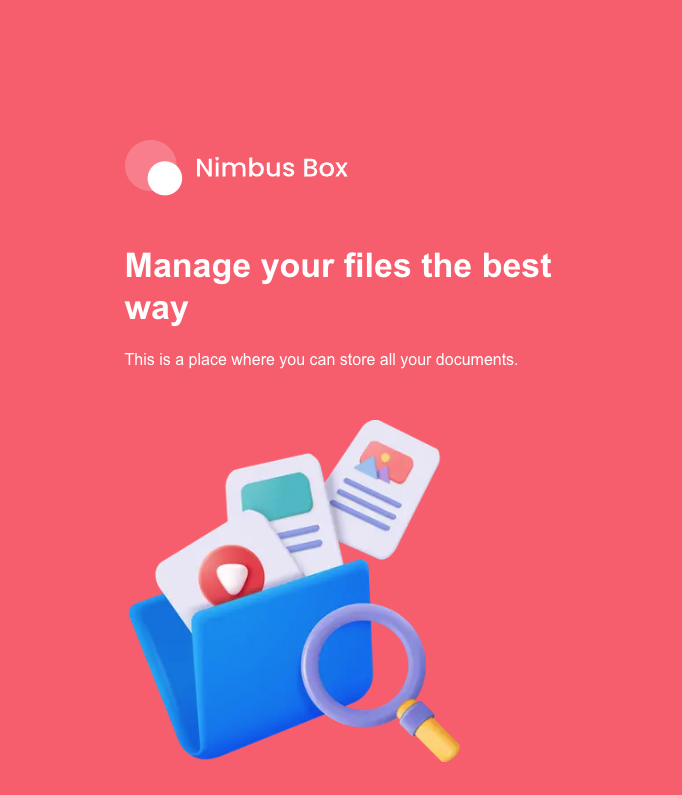 Nimbus Box
Manage your files the best
way
This is a place where you can store all your documents.